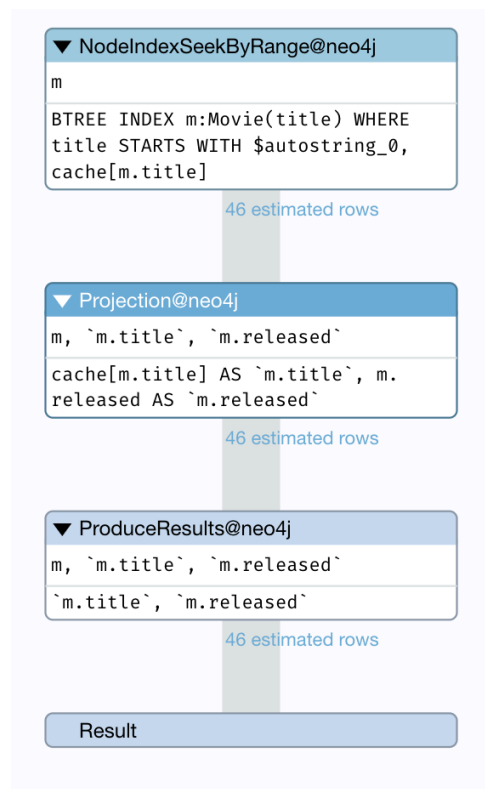 NodeIndexSeekByRange@neo4j
m
BTREE INDEX m:Movie(title) WHERE
title STARTS WITH $autostring_0,
cache[m.title]
46 estimated rows
Projection@neo4j
m, `m.title`, `m.released`
cache[m.title] AS `m.title`, m.
released AS `m.released`
46 estimated rows
ProduceResults@neo4j
m, `m.title`, `m.released`
`m.title`, `m.released`
46 estimated rows
Result